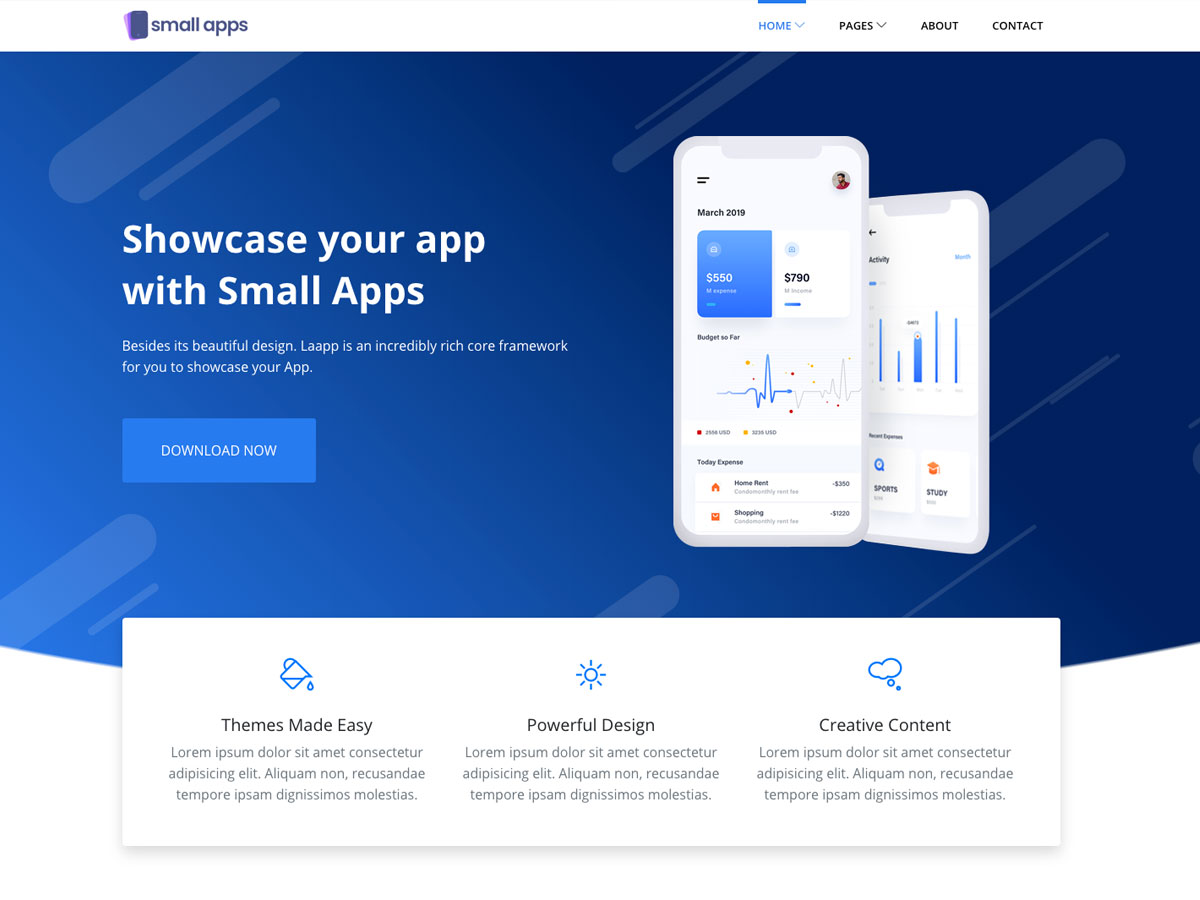 small apps
HOME
PAGES
ABOUT
CONTACT
Showcase your app
with Small Apps
Besides its beautiful design. Laapp is an incredibly rich core framework
for you to showcase your App.
DOWNLOAD NOW
March 2019
$550
M expense
$790
M Income
Budget so Far
2556 USD
3235 USD
Today Expense
Home Rent
-$350
Condomonthly rent fee
Shopping
-$1220
Condomonthly rent fee
Activity
Month
Recent Expenses
SPORTS
STUDY
Themes Made Easy
Lorem ipsum dolor sit amet consectetur
adipisicing elit. Aliquam non, recusandae
tempore ipsam dignissimos molestias.
Powerful Design
Lorem ipsum dolor sit amet consectetur
adipisicing elit. Aliquam non, recusandae
tempore ipsam dignissimos molestias.
Creative Content
Lorem ipsum dolor sit amet consectetur
adipisicing elit. Aliquam non, recusandae
tempore ipsam dignissimos molestias.